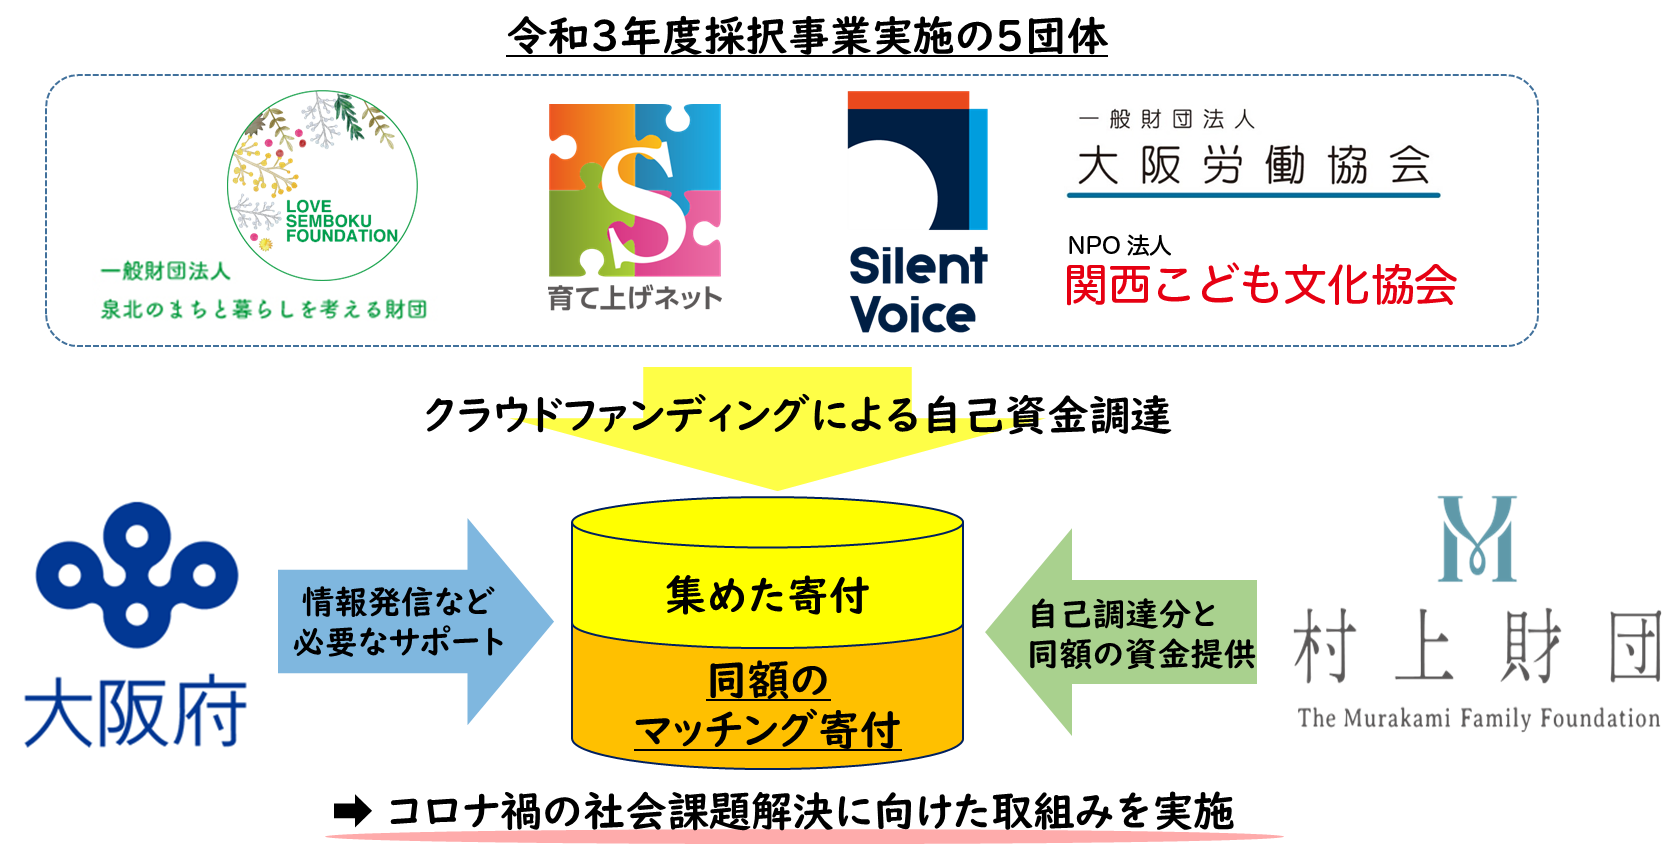 令和3年度採択事業実施の5団体
LOVE
SEMBOKU
FOUNDATION
一般財団法人
泉北のまちと暮らしを考える財団
S
育て上げネット
Silent
Voice
一般財団法人
大阪労働協会
NPO法人
関西こども文化協会
クラウドファンディングによる自己資金調達
大阪府
情報発信など
必要なサポート
集めた寄付
同額の
マッチング寄付
自己調達分と
同額の資金提供
M
村上財団
The Murakami Family Foundation
➡ コロナ禍の社会課題解決に向けた取組みを実施